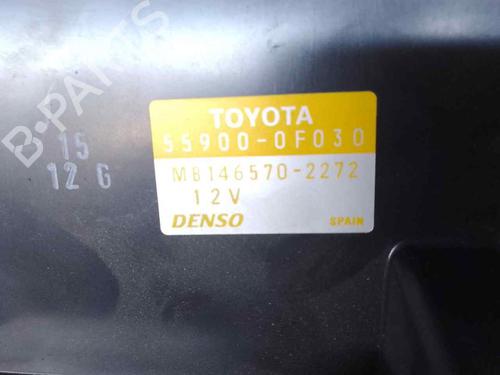 B-PARTS
15
12 G
TOYOTA
55900-0F030
MB146570-2272
12V
DENSO
SPAIN